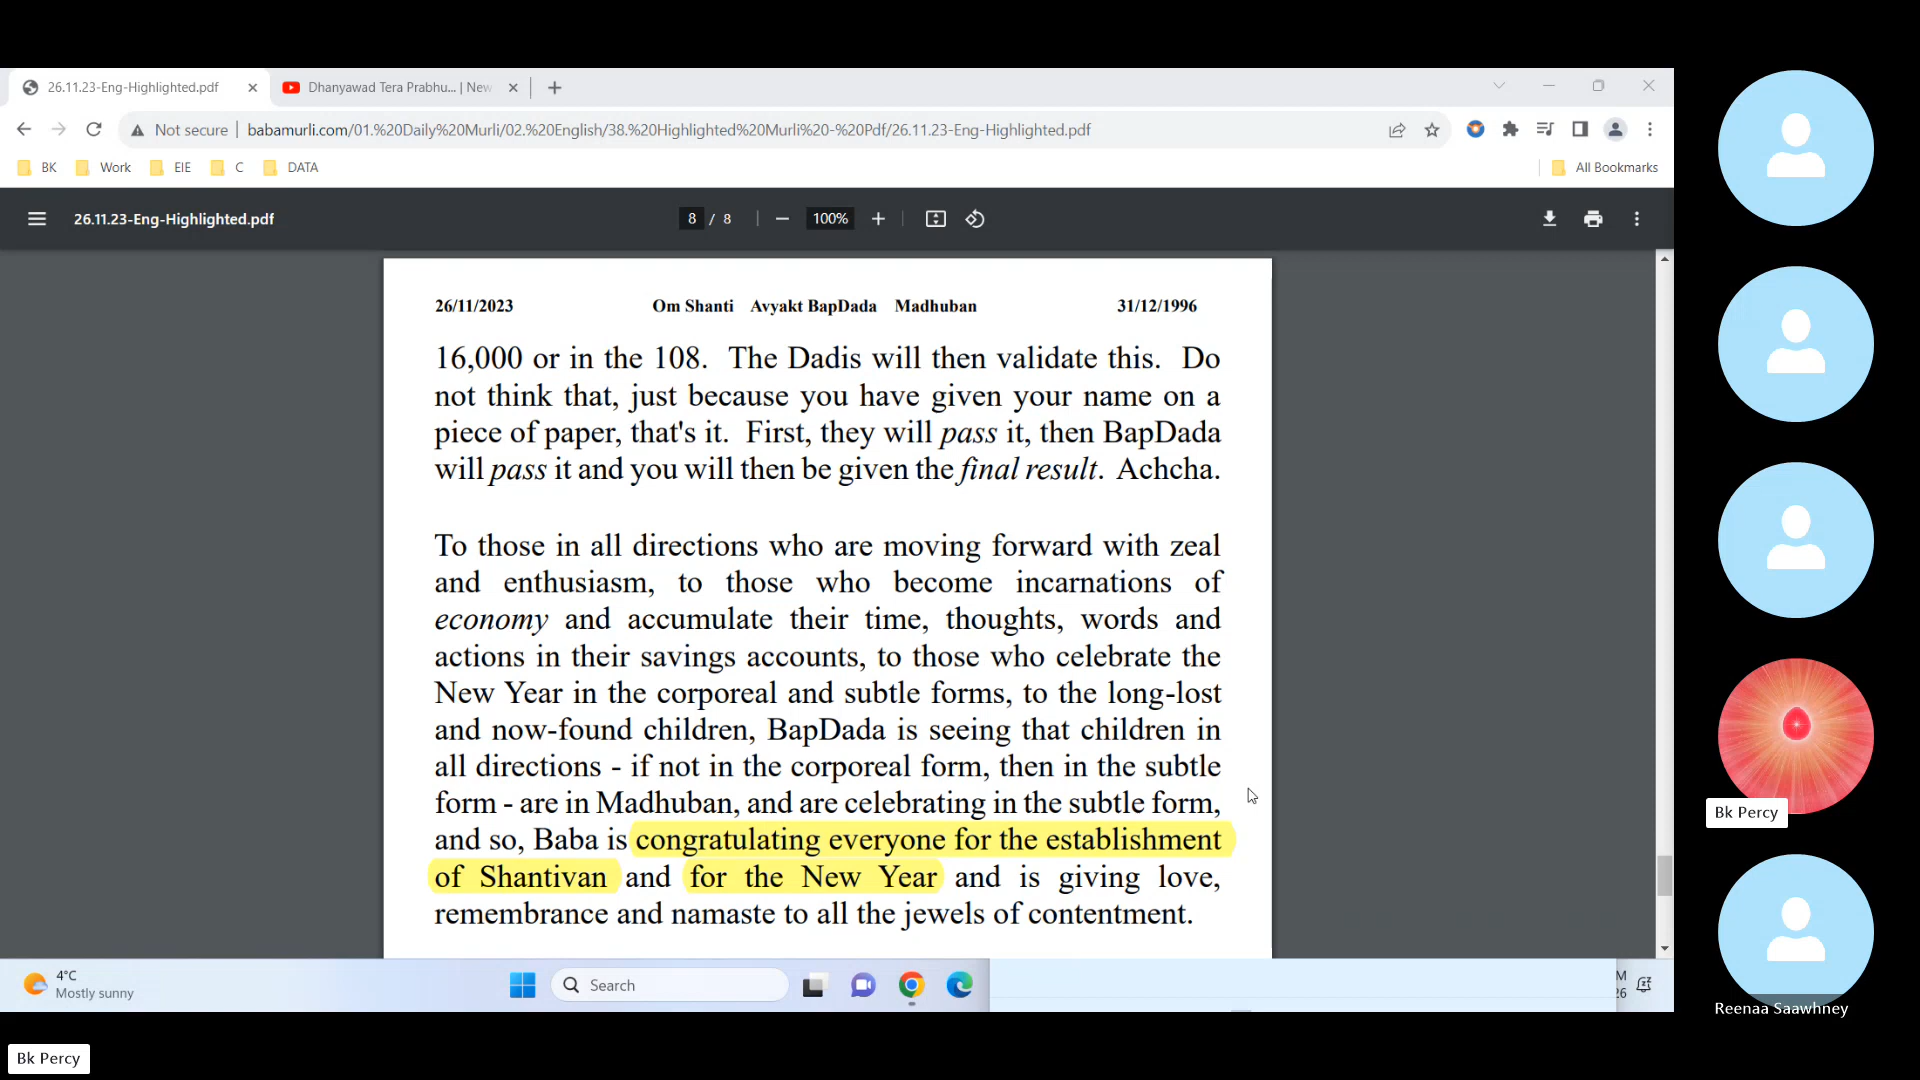 26.11.23-Eng-Highlighted.pdf
Dhanyawad Tera Prabhu... | New
Not secure | babamurli.com/01.%20Daily%20Murli/02.%20English/38.%20Highlighted%20Murli%20-%20Pdf/26.11.23-Eng-Highlighted.pdf
BK Work EIE C DATA All Bookmarks
26.11.23-Eng-Highlighted.pdf 8 / 8 100%
26/11/2023 Om Shanti Avyakt BapDada Madhuban 31/12/1996
16,000 or in the 108. The Dadis will then validate this. Do
not think that, just because you have given your name on a
piece of paper, that's it. First, they will pass it, then BapDada
will pass it and you will then be given the final result. Achcha.
To those in all directions who are moving forward with zeal
and enthusiasm, to those who become incarnations of
economy and accumulate their time, thoughts, words and
actions in their savings accounts, to those who celebrate the
New Year in the corporeal and subtle forms, to the long-lost
and now-found children, BapDada is seeing that children in
all directions - if not in the corporeal form, then in the subtle
form - are in Madhuban, and are celebrating in the subtle form,
and so, Baba is congratulating everyone for the establishment
of Shantivan and for the New Year and is giving love,
remembrance and namaste to all the jewels of contentment.
4°C
Mostly sunny
Search
M
26
Bk Percy
Reenaa Saawhney
Bk Percy